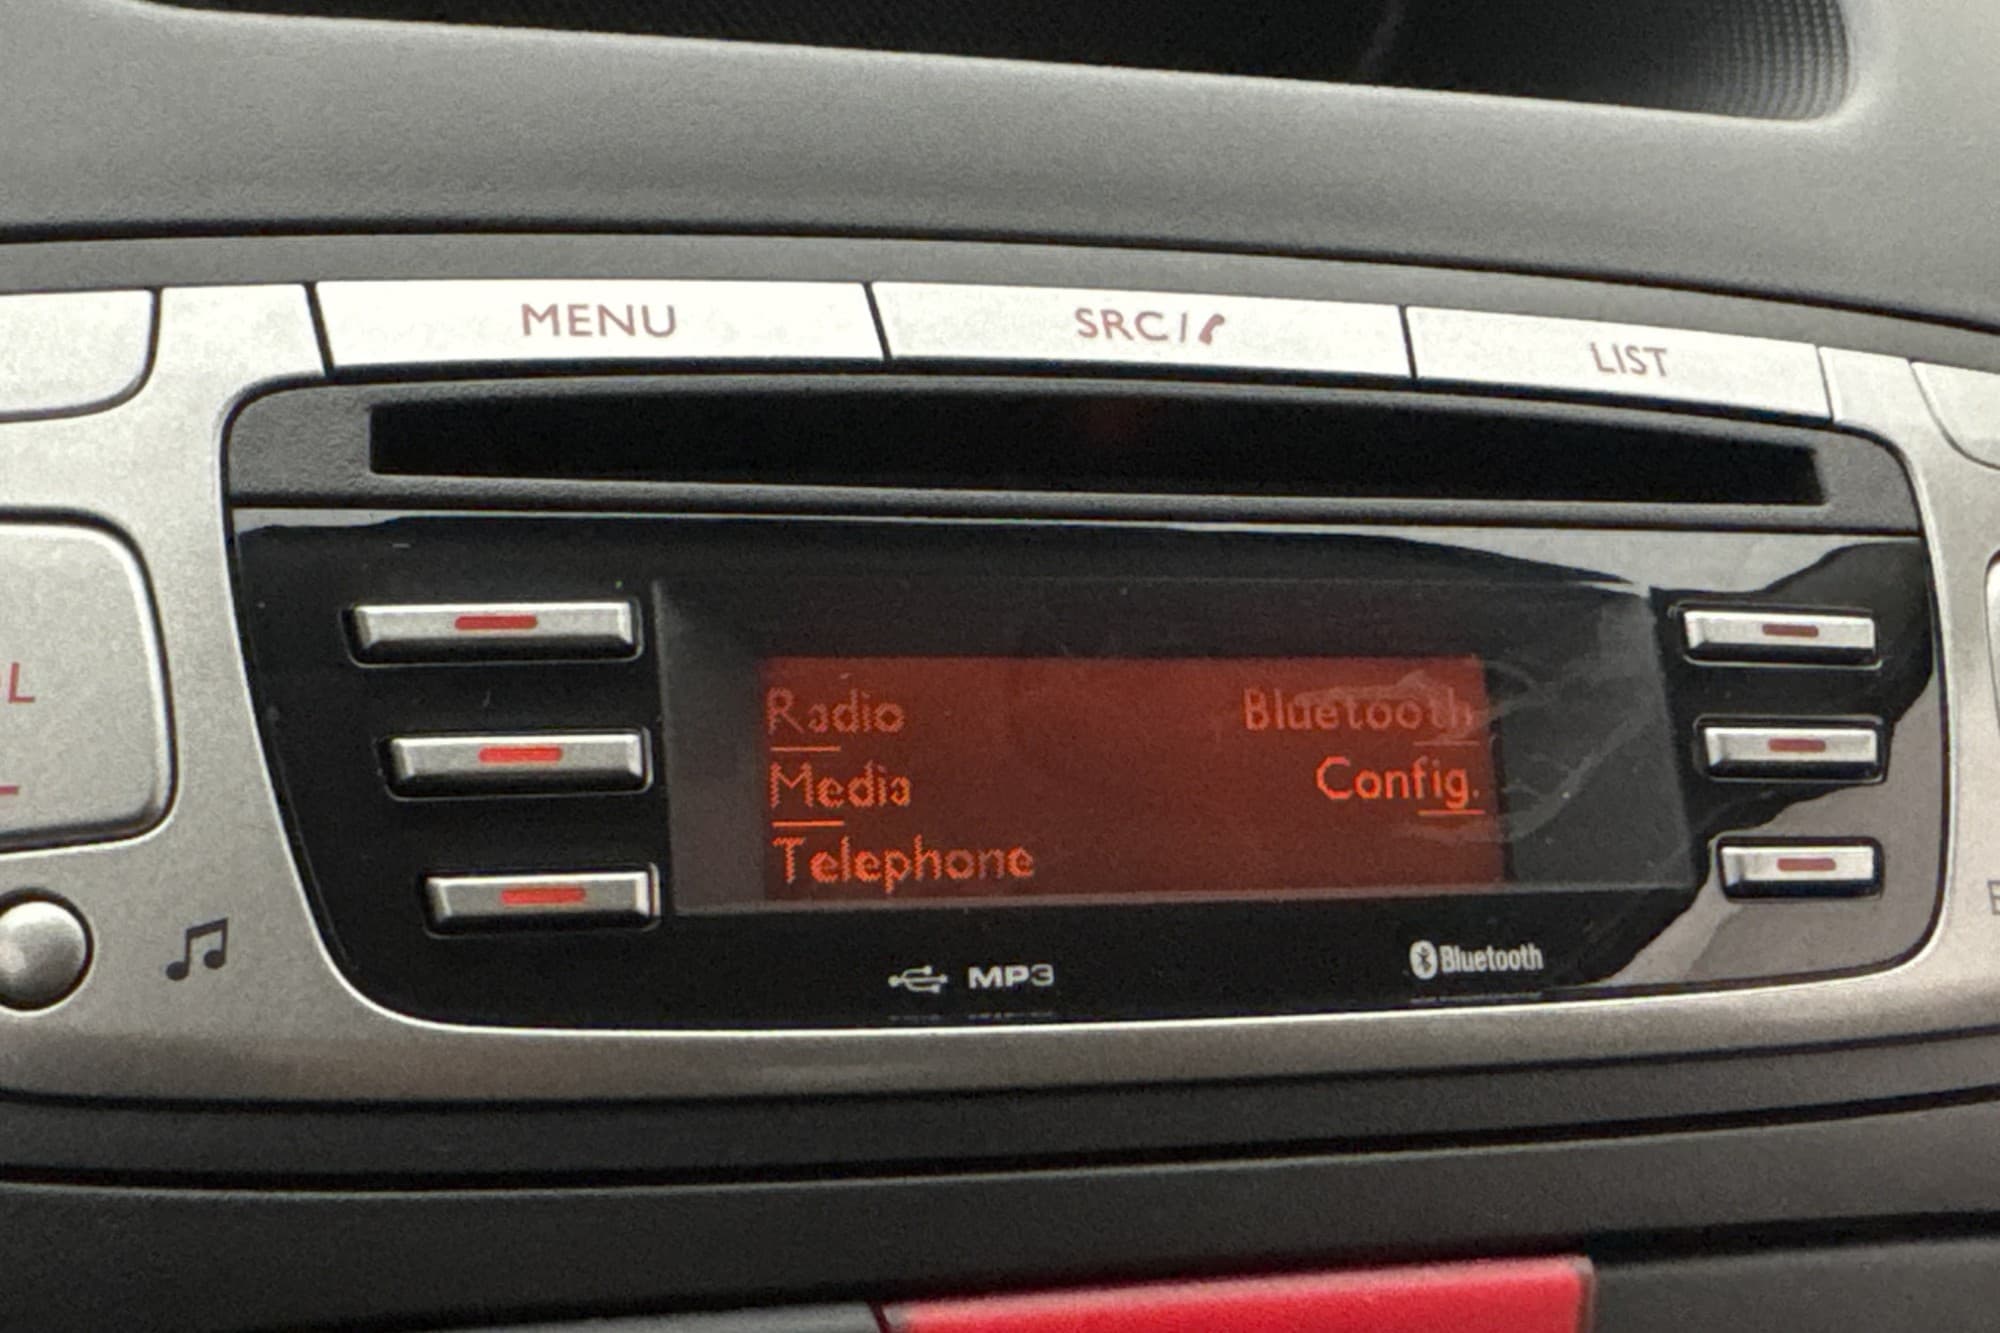 MENU
SRC/
LIST
Radio
Bluetooth
Media
Config.
Telephone
MP3
Bluetooth